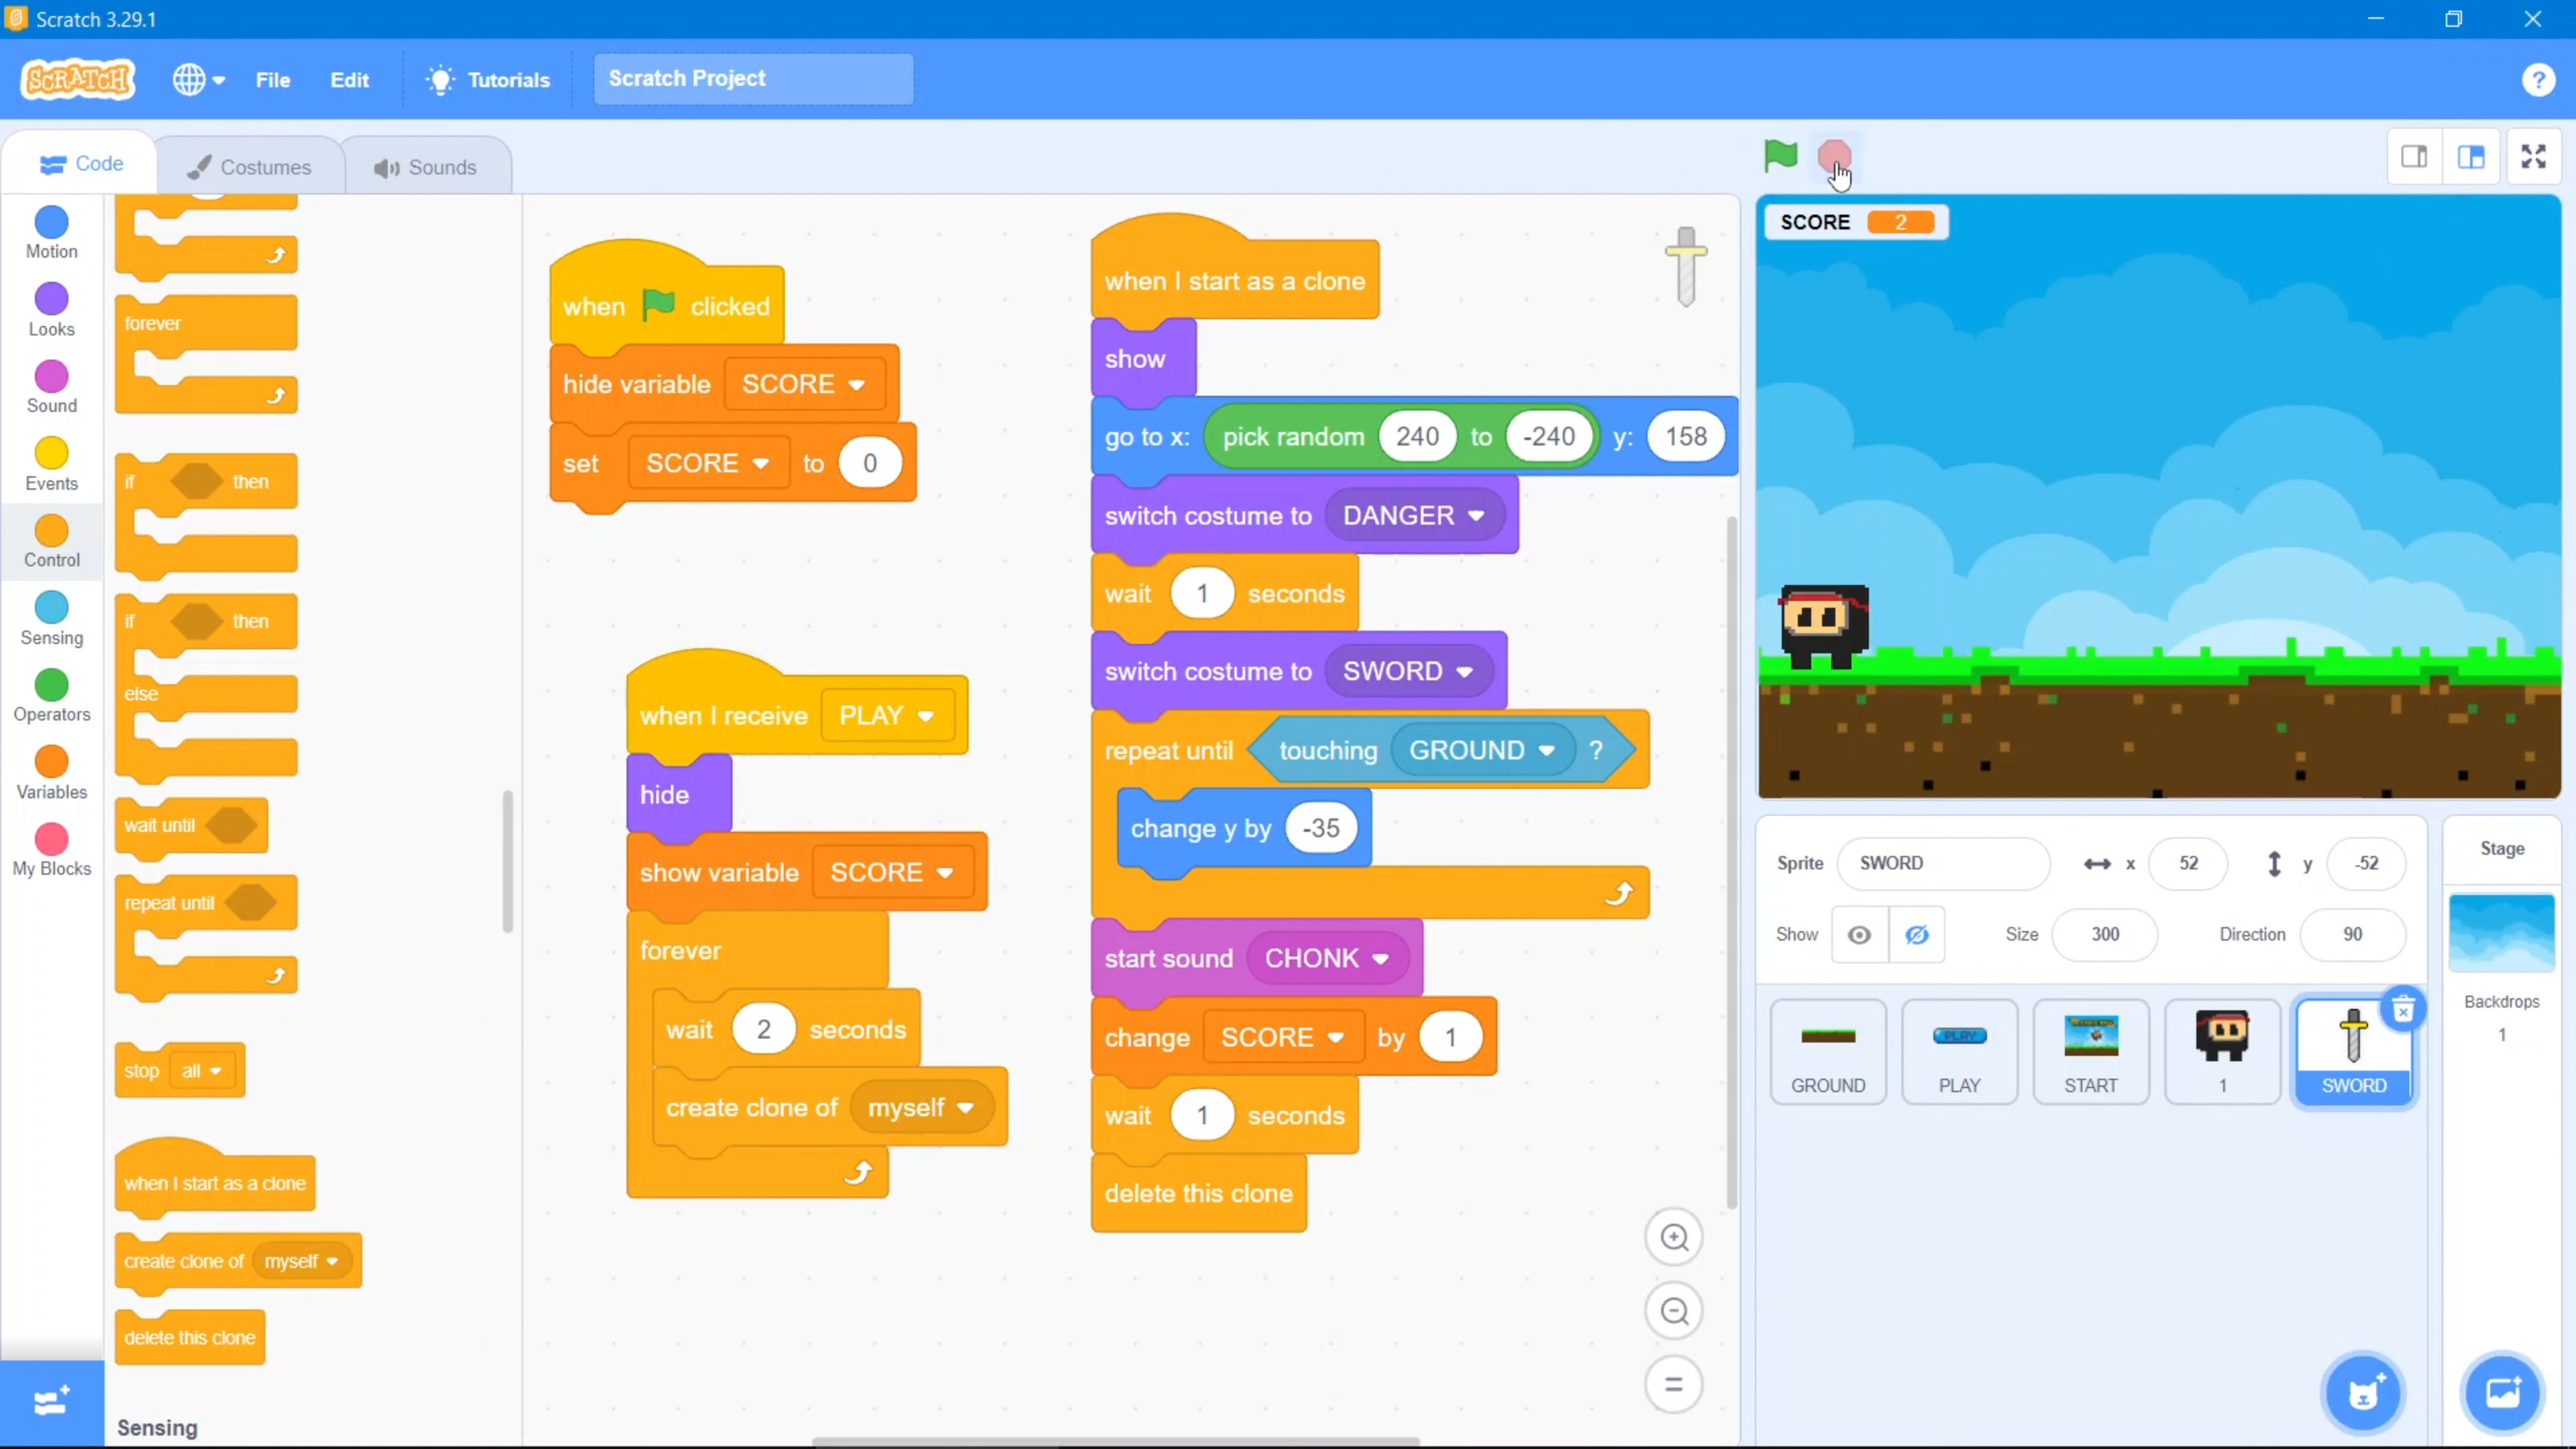 Scratch 3.29.1
SCRATCH
File
Edit
Tutorials
Scratch Project
?
Code
Costumes
Sounds
Motion
Looks
Sound
Events
Control
Sensing
Operators
Variables
My Blocks
forever
if then
if then
else
wait until
repeat until
stop all
when I start as a clone
create clone of myself
delete this clone
Sensing
when clicked
hide variable SCORE
set SCORE to 0
when I receive PLAY
hide
show variable SCORE
forever
wait 2 seconds
create clone of myself
when I start as a clone
show
go to x: pick random 240 to -240 y: 158
switch costume to DANGER
wait 1 seconds
switch costume to SWORD
repeat until touching GROUND ?
change y by -35
start sound CHONK
change SCORE by 1
wait 1 seconds
delete this clone
SCORE 2
Sprite SWORD x 52 y -52
Show Size 300 Direction 90
GROUND
PLAY
PLAY
START
1
SWORD
Stage
Backdrops
1